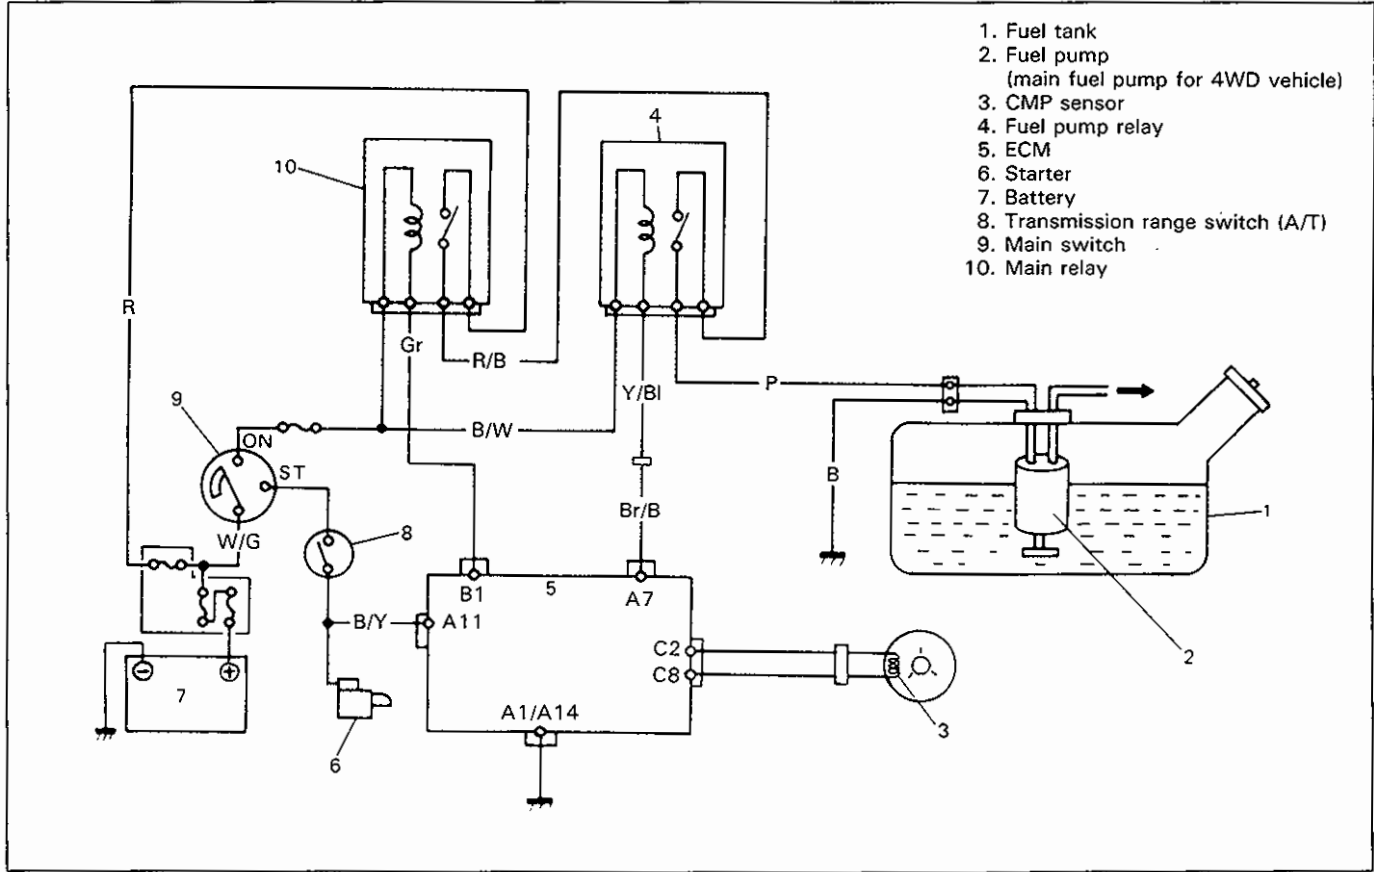 1. Fuel tank
2. Fuel pump
(main fuel pump for 4WD vehicle)
3. CMP sensor
4. Fuel pump relay
5. ECM
6. Starter
7. Battery
8. Transmission range switch (A/T)
9. Main switch
10. Main relay
4
10
R
Gr
R/B
Y/Bl
P
9
ON
B/W
ST
B
Br/B
1
W/G
8
B1
5
A7
B/Y
A11
C2
2
C8
7
A1/A14
3
6